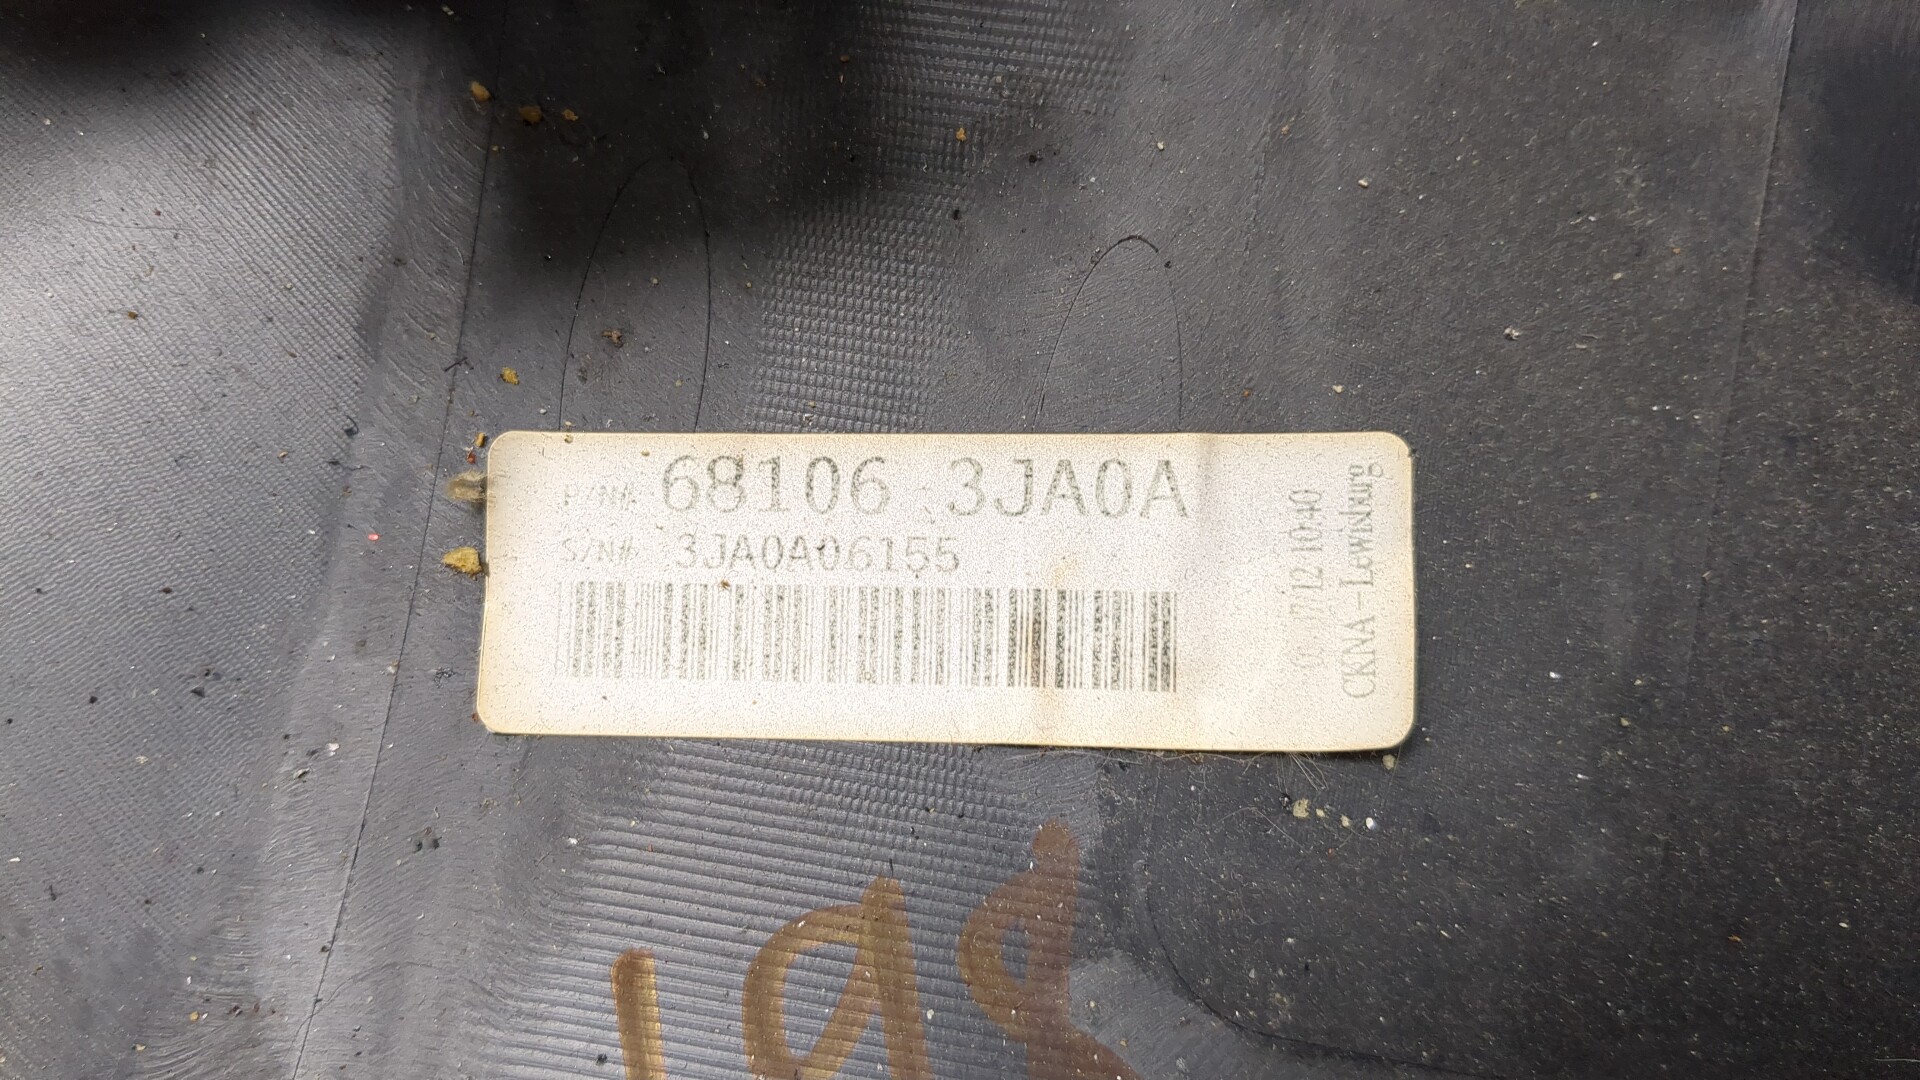 P/N# 68106 3JA0A
S/N# 3JA0A06155
CKNA-Lewisburg